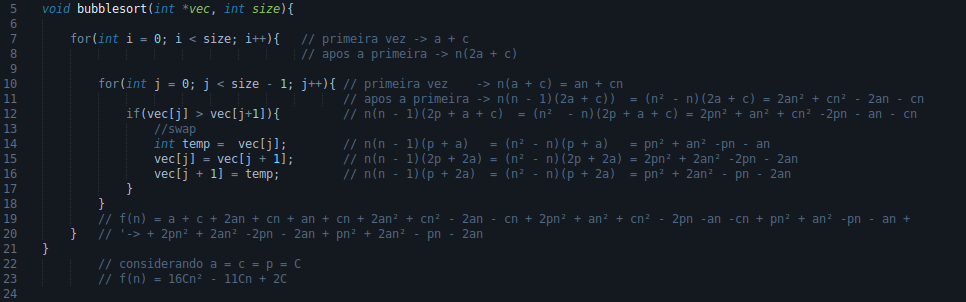 5 void bubblesort(int *vec, int size){
6
7 for(int i = 0; i < size; i++){ // primeira vez -> a + c
8 // apos a primeira -> n(2a + c)
9
10 for(int j = 0; j < size - 1; j++){ // primeira vez -> n(a + c) = an + cn
11 // apos a primeira -> n(n - 1)(2a + c)) = (n² - n)(2a + c) = 2an² + cn² - 2an - cn
12 if(vec[j] > vec[j+1]){ // n(n - 1)(2p + a + c) = (n² - n)(2p + a + c) = 2pn² + an² + cn² -2pn - an - cn
13 //swap
14 int temp = vec[j]; // n(n - 1)(p + a) = (n² - n)(p + a) = pn² + an² -pn - an
15 vec[j] = vec[j + 1]; // n(n - 1)(2p + 2a) = (n² - n)(2p + 2a) = 2pn² + 2an² -2pn - 2an
16 vec[j + 1] = temp; // n(n - 1)(p + 2a) = (n² - n)(p + 2a) = pn² + 2an² - pn - 2an
17 }
18 }
19 // f(n) = a + c + 2an + cn + an + cn + 2an² + cn² - 2an - cn + 2pn² + an² + cn² - 2pn -an -cn + pn² + an² -pn - an +
20 } // '-> + 2pn² + 2an² -2pn - 2an + pn² + 2an² - pn - 2an
21 }
22 // considerando a = c = p = C
23 // f(n) = 16Cn² - 11Cn + 2C
24